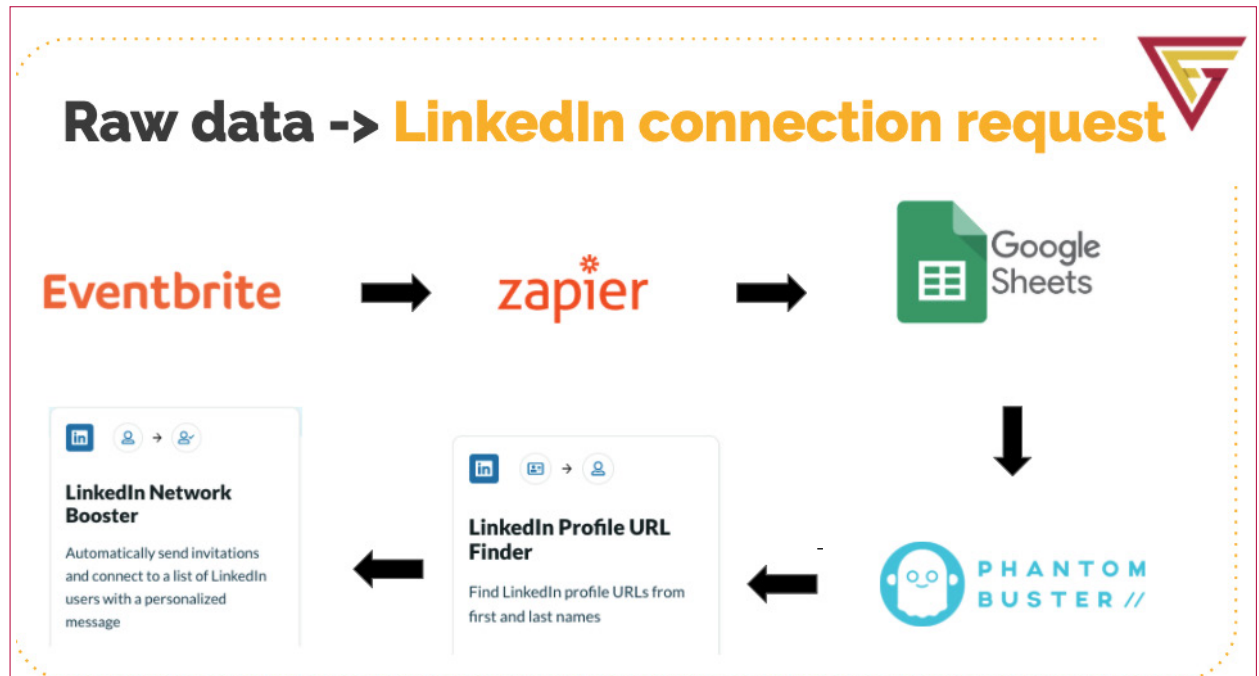 Raw data -> LinkedIn connection request
Eventbrite
zapier
Google
Sheets
in
LinkedIn Network
Booster
Automatically send invitations
and connect to a list of LinkedIn
users with a personalized
message
in
LinkedIn Profile URL
Finder
Find LinkedIn profile URLs from
first and last names
PHANTOM
BUSTER //